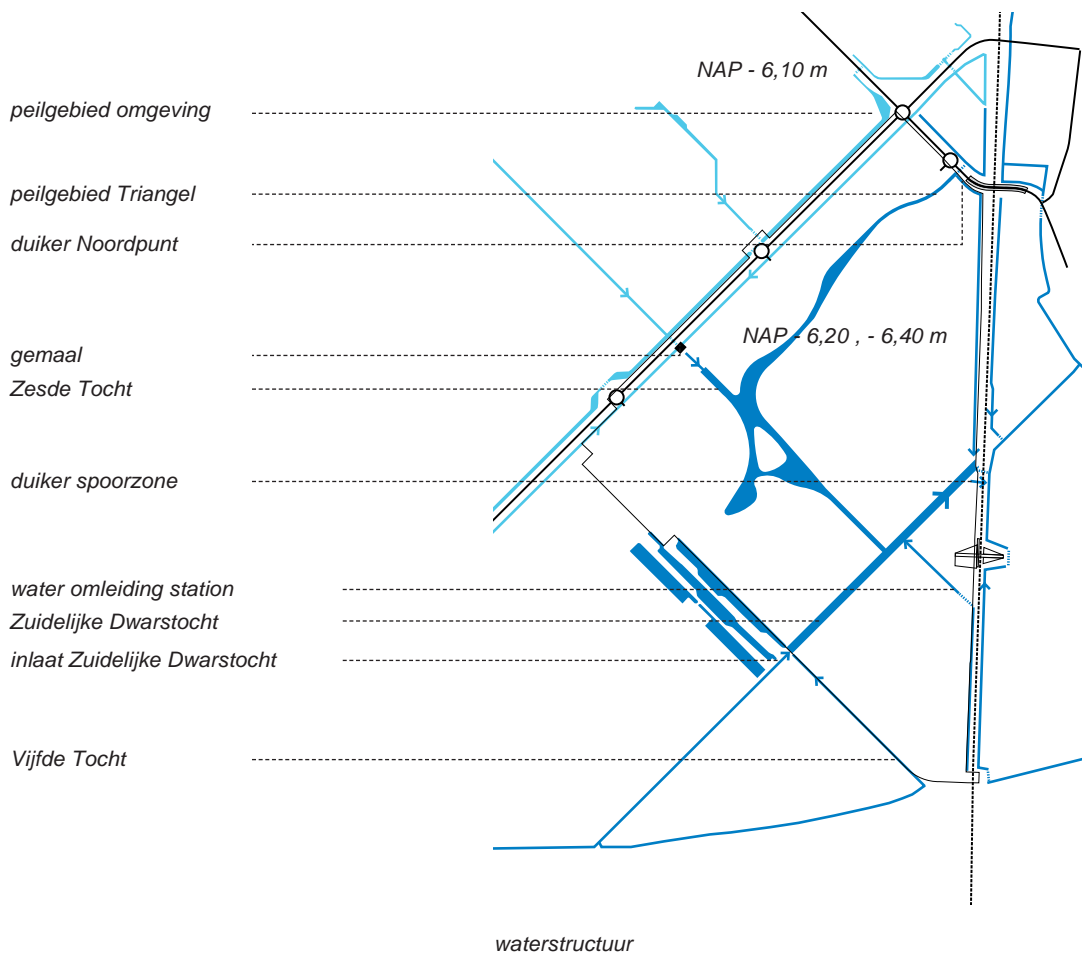 NAP - 6,10 m
peilgebied omgeving
peilgebied Triangel
duiker Noordpunt
NAP - 6,20 , - 6,40 m
gemaal
Zesde Tocht
duiker spoorzone
water omleiding station
Zuidelijke Dwarstocht
inlaat Zuidelijke Dwarstocht
Vijfde Tocht
waterstructuur